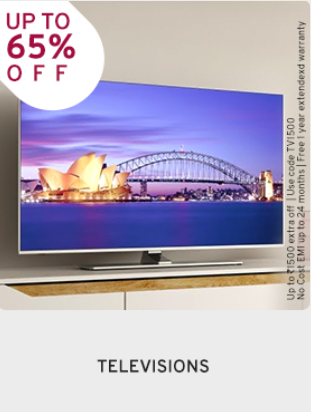 UP TO
65%
OFF
Up to ₹1500 extra off | Use code TV1500
No Cost EMI up to 24 months | Free 1 year extendexd warranty
TELEVISIONS